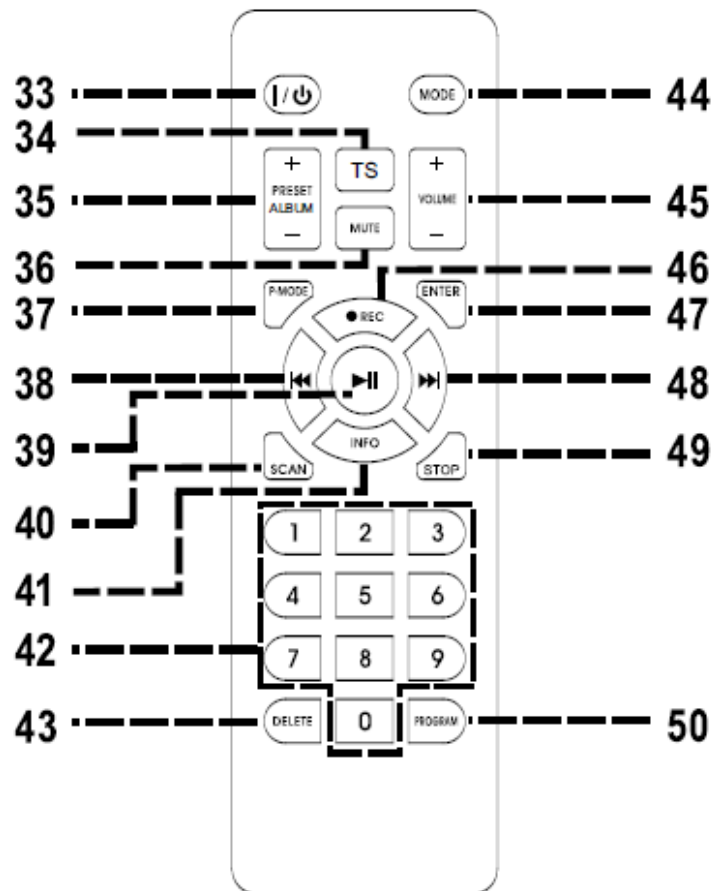 33 I/⏻ MODE 44
34 TS
35 + PRESET ALBUM − + VOLUME − 45
36 MUTE
46
37 P-MODE ENTER 47
● REC
38 ⏮ ▶II ⏭ 48
39
INFO
40 SCAN STOP 49
41
1 2 3
4 5 6
42 7 8 9
43 DELETE 0 PROGRAM 50